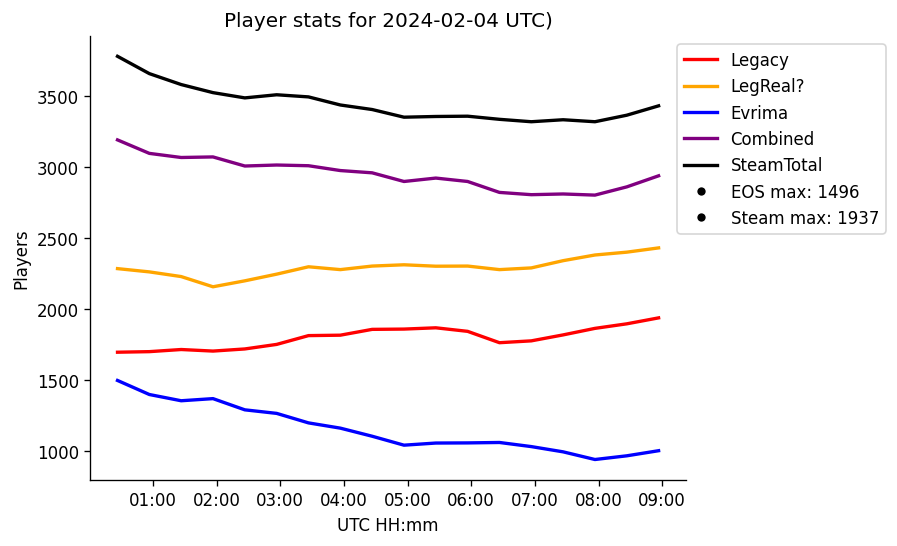 Player stats for 2024-02-04 UTC)
Players
3500
3000
2500
2000
1500
1000
01:00 02:00 03:00 04:00 05:00 06:00 07:00 08:00 09:00
UTC HH:mm
Legacy
LegReal?
Evrima
Combined
SteamTotal
EOS max: 1496
Steam max: 1937